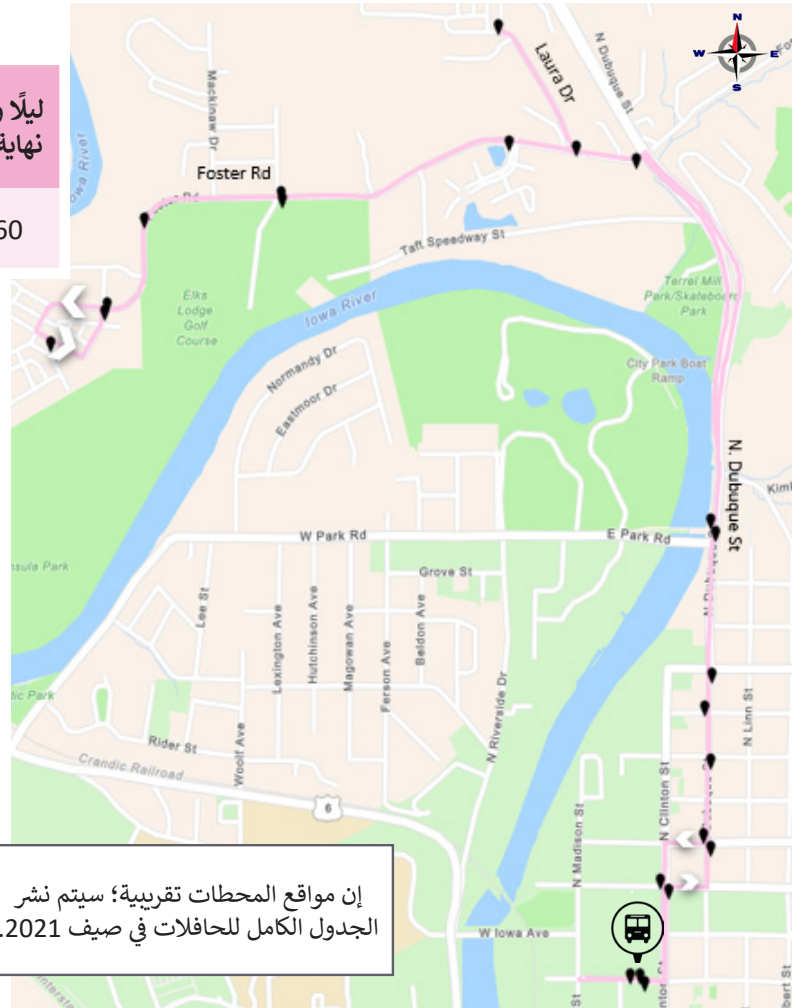 N
W
E
S
ليلًا و
نهاية
60
Laura Dr
N Dubuque St
Mackinaw Dr
Iowa River
Foster Rd
Taft Speedway St
Elks
Lodge
Golf
Course
Iowa River
Terrel Mill
Park/Skateboard
Park
City Park Boat
Ramp
Normandy Dr
Eastmoor Dr
N. Dubuque St
W Park Rd
E Park Rd
Grove St
Lee St
Lexington Ave
Hutchinson Ave
Magowan Ave
Ferson Ave
Beldon Ave
N Riverside Dr
N Linn St
Rider St
Woolf Ave
Crandic Railroad
6
N Clinton St
N Madison St
W Iowa Ave
إن مواقع المحطات تقريبية؛ سيتم نشر
الجدول الكامل للحافلات في صيف 2021.